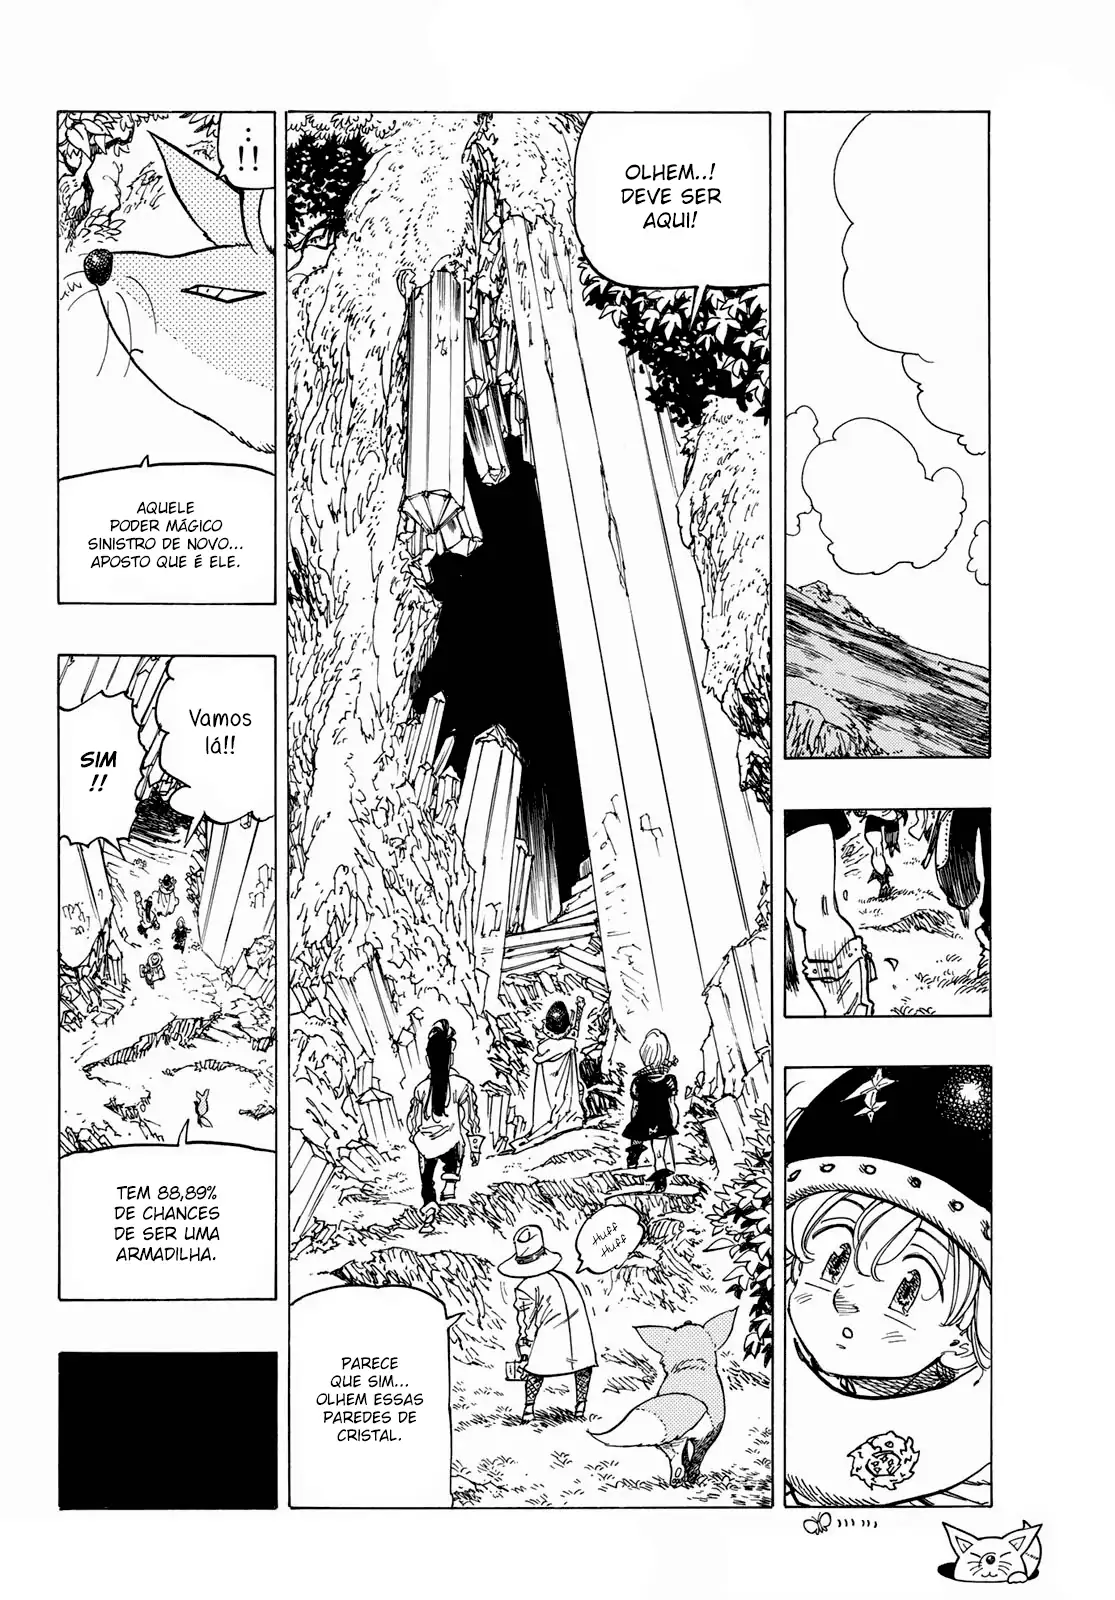 OLHEM..!
DEVE SER
AQUI!
Huff
Huff
PARECE
QUE SIM...
OLHEM ESSAS
PAREDES DE
CRISTAL.
...!!
AQUELE
PODER MÁGICO
SINISTRO DE NOVO...
APOSTO QUE É ELE.
Vamos
lá!!
SIM
!!
TEM 88,89%
DE CHANCES
DE SER UMA
ARMADILHA.